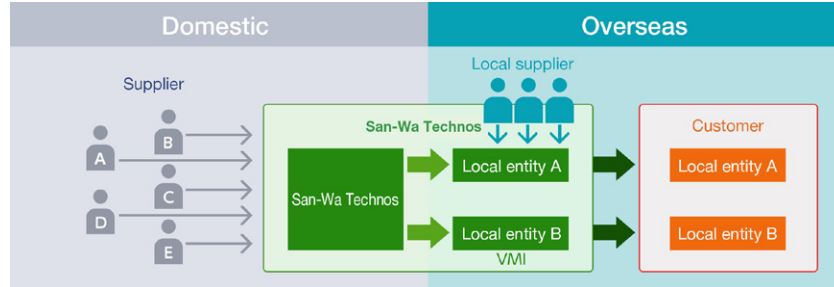 Domestic
Overseas
Supplier
Local supplier
B
A
C
D
E
San-Wa Technos
San-Wa Technos
Local entity A
Local entity B
VMI
Customer
Local entity A
Local entity B